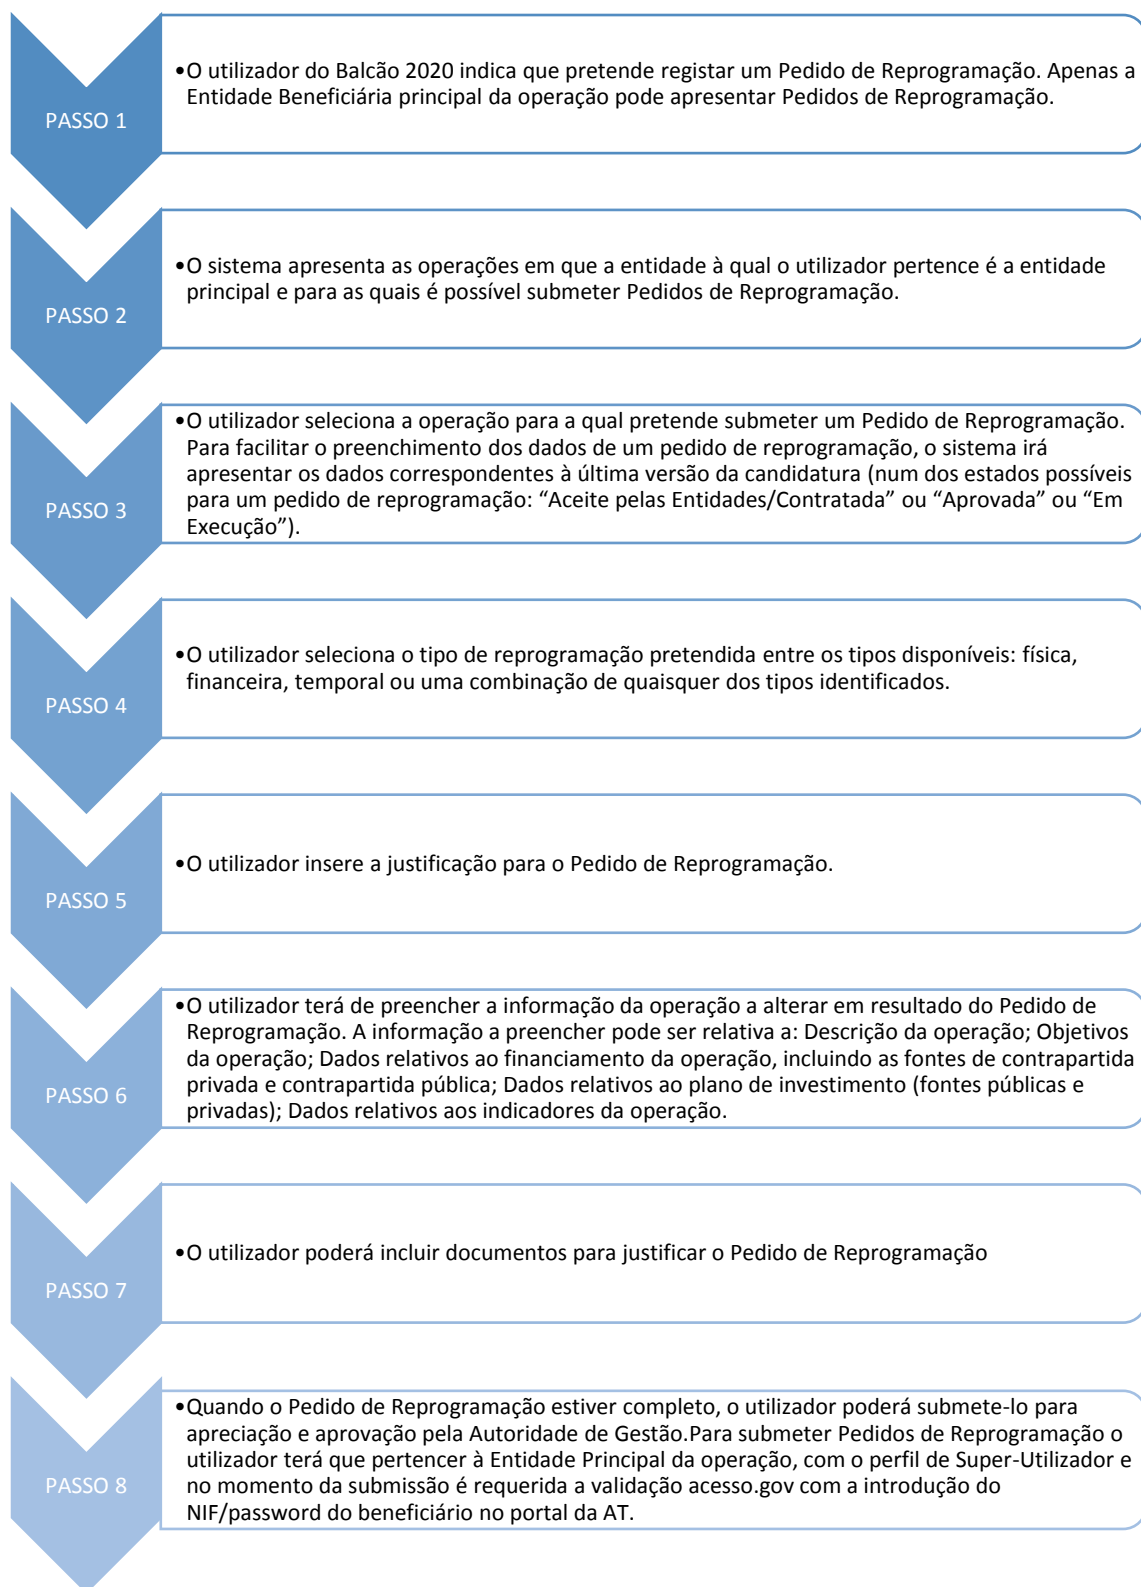 PASSO 1
•O utilizador do Balcão 2020 indica que pretende registar um Pedido de Reprogramação. Apenas a
Entidade Beneficiária principal da operação pode apresentar Pedidos de Reprogramação.
PASSO 2
•O sistema apresenta as operações em que a entidade à qual o utilizador pertence é a entidade
principal e para as quais é possível submeter Pedidos de Reprogramação.
PASSO 3
•O utilizador seleciona a operação para a qual pretende submeter um Pedido de Reprogramação.
Para facilitar o preenchimento dos dados de um pedido de reprogramação, o sistema irá
apresentar os dados correspondentes à última versão da candidatura (num dos estados possíveis
para um pedido de reprogramação: “Aceite pelas Entidades/Contratada” ou “Aprovada” ou “Em
Execução”).
PASSO 4
•O utilizador seleciona o tipo de reprogramação pretendida entre os tipos disponíveis: física,
financeira, temporal ou uma combinação de quaisquer dos tipos identificados.
PASSO 5
•O utilizador insere a justificação para o Pedido de Reprogramação.
PASSO 6
•O utilizador terá de preencher a informação da operação a alterar em resultado do Pedido de
Reprogramação. A informação a preencher pode ser relativa a: Descrição da operação; Objetivos
da operação; Dados relativos ao financiamento da operação, incluindo as fontes de contrapartida
privada e contrapartida pública; Dados relativos ao plano de investimento (fontes públicas e
privadas); Dados relativos aos indicadores da operação.
PASSO 7
•O utilizador poderá incluir documentos para justificar o Pedido de Reprogramação
PASSO 8
•Quando o Pedido de Reprogramação estiver completo, o utilizador poderá submete-lo para
apreciação e aprovação pela Autoridade de Gestão.Para submeter Pedidos de Reprogramação o
utilizador terá que pertencer à Entidade Principal da operação, com o perfil de Super-Utilizador e
no momento da submissão é requerida a validação acesso.gov com a introdução do
NIF/password do beneficiário no portal da AT.